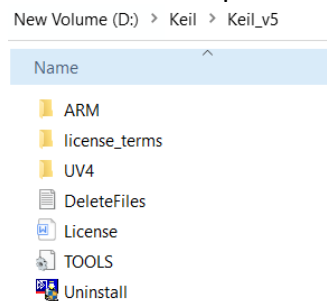 New Volume (D:) > Keil > Keil_v5
Name
ARM
license_terms
UV4
DeleteFiles
License
TOOLS
Uninstall